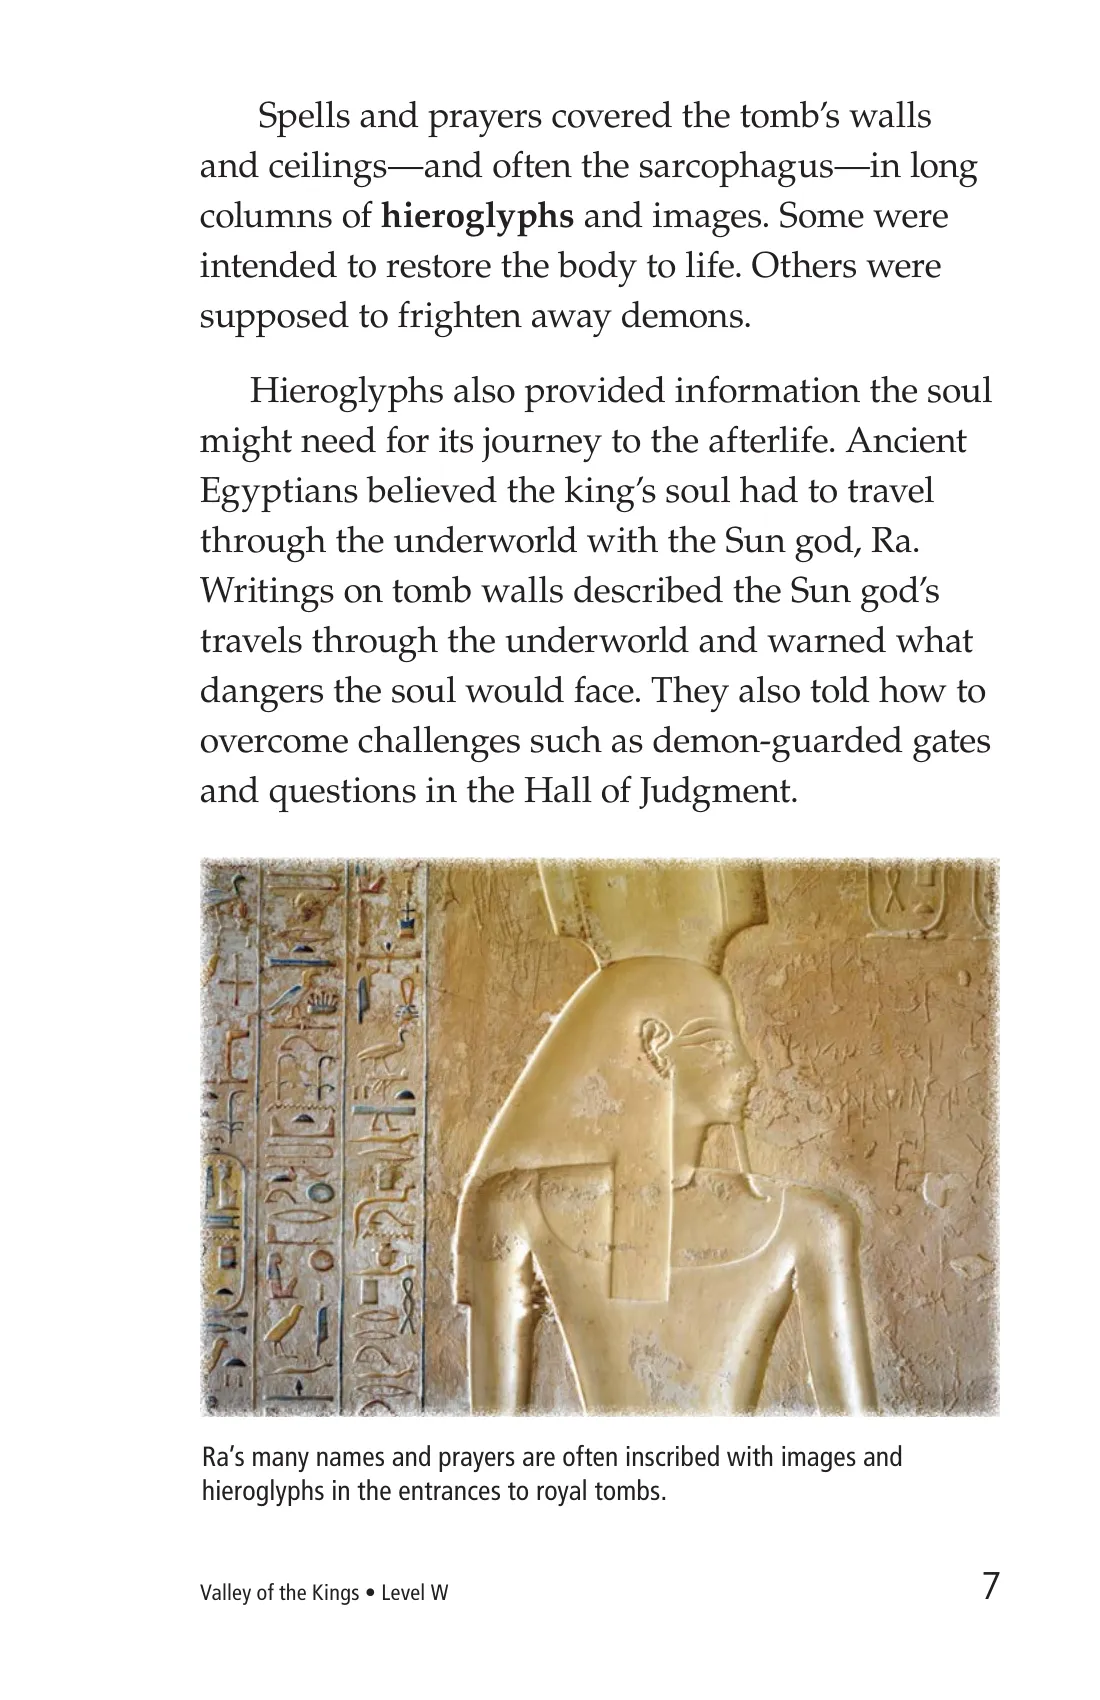 Spells and prayers covered the tomb’s walls
and ceilings—and often the sarcophagus—in long
columns of hieroglyphs and images. Some were
intended to restore the body to life. Others were
supposed to frighten away demons.
Hieroglyphs also provided information the soul
might need for its journey to the afterlife. Ancient
Egyptians believed the king’s soul had to travel
through the underworld with the Sun god, Ra.
Writings on tomb walls described the Sun god’s
travels through the underworld and warned what
dangers the soul would face. They also told how to
overcome challenges such as demon-guarded gates
and questions in the Hall of Judgment.
Ra’s many names and prayers are often inscribed with images and
hieroglyphs in the entrances to royal tombs.
Valley of the Kings • Level W
7